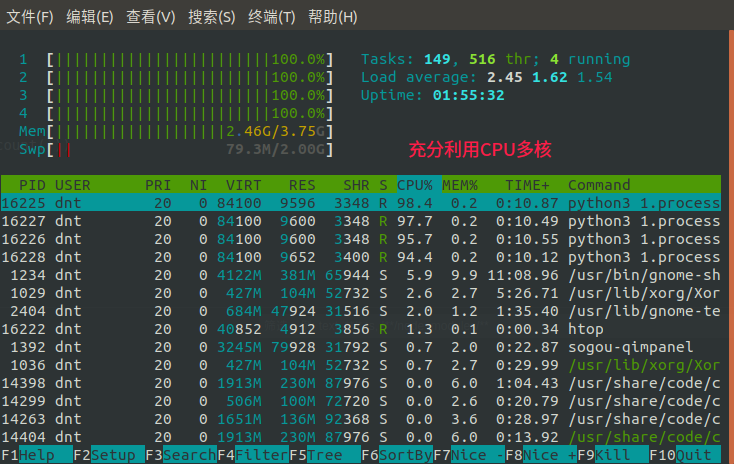 文件(F) 编辑(E) 查看(V) 搜索(S) 终端(T) 帮助(H)
1 [||||||||||||||||||||||||100.0%] Tasks: 149, 516 thr; 4 running
2 [||||||||||||||||||||||||100.0%] Load average: 2.45 1.62 1.54
3 [||||||||||||||||||||||||100.0%] Uptime: 01:55:32
4 [||||||||||||||||||||||||100.0%]
Mem[|||||||||||||||||||2.46G/3.75G]
Swp[|| 79.3M/2.00G] 充分利用CPU多核
PID USER PRI NI VIRT RES SHR S CPU% MEM% TIME+ Command
16225 dnt 20 0 84100 9596 3348 R 98.4 0.2 0:10.87 python3 1.process
16227 dnt 20 0 84100 9600 3348 R 97.7 0.2 0:10.49 python3 1.process
16226 dnt 20 0 84100 9600 3348 R 95.7 0.2 0:10.55 python3 1.process
16228 dnt 20 0 84100 9652 3400 R 94.4 0.2 0:10.12 python3 1.process
1234 dnt 20 0 4122M 381M 65944 S 5.9 9.9 11:08.96 /usr/bin/gnome-sh
1029 dnt 20 0 427M 104M 52732 S 2.6 2.7 5:26.71 /usr/lib/xorg/Xor
2404 dnt 20 0 684M 47924 31516 S 2.0 1.2 1:35.40 /usr/lib/gnome-te
16222 dnt 20 0 40852 4912 3856 R 1.3 0.1 0:00.34 htop
1392 dnt 20 0 3245M 79928 31792 S 0.7 2.0 0:22.87 sogou-qimpanel
1036 dnt 20 0 427M 104M 52732 S 0.7 2.7 0:29.99 /usr/lib/xorg/Xor
14398 dnt 20 0 1913M 230M 87976 S 0.0 6.0 1:04.43 /usr/share/code/c
14299 dnt 20 0 506M 100M 72720 S 0.0 2.6 0:20.79 /usr/share/code/c
14263 dnt 20 0 1651M 136M 92368 S 0.0 3.6 0:28.97 /usr/share/code/c
14404 dnt 20 0 1913M 230M 87976 S 0.0 6.0 0:13.92 /usr/share/code/c
F1Help F2Setup F3SearchF4FilterF5Tree F6SortByF7Nice -F8Nice +F9Kill F10Quit